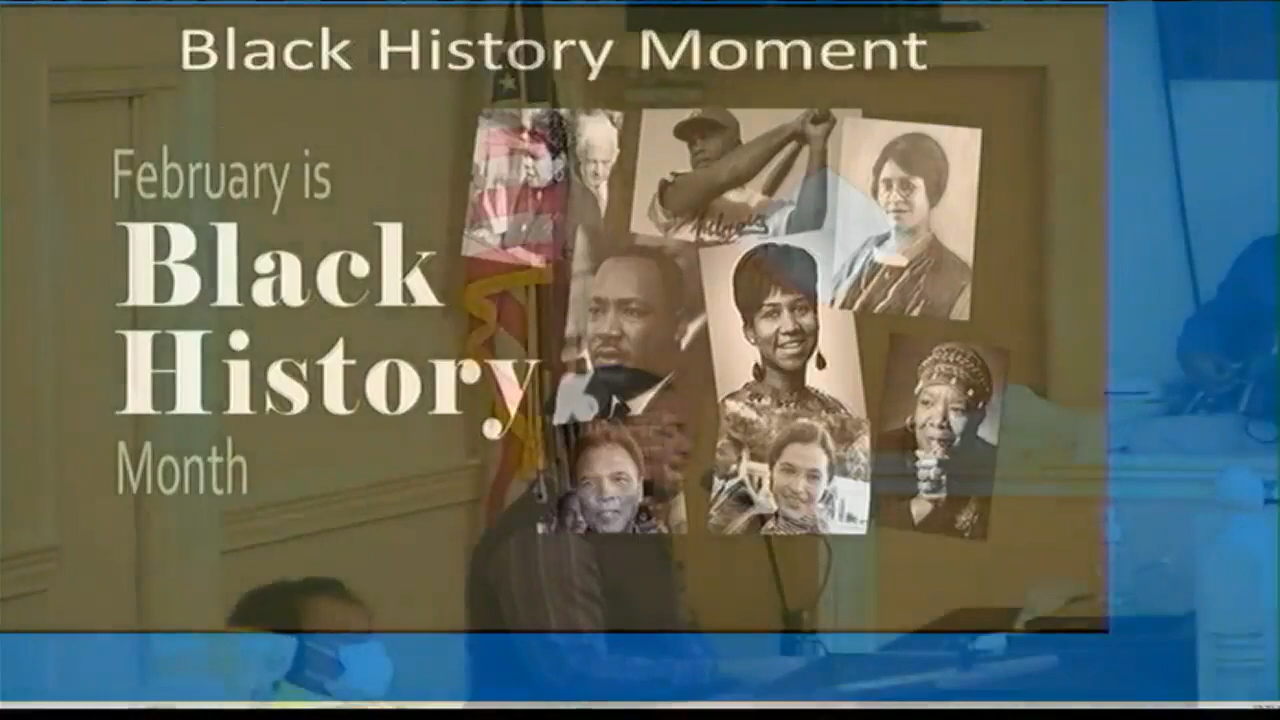 Black History Moment
February is
Black
History
Month